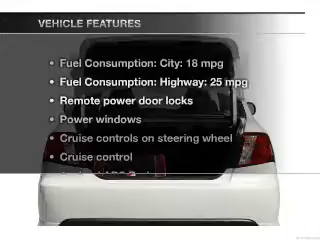 VEHICLE FEATURES
• Fuel Consumption: City: 18 mpg
• Fuel Consumption: Highway: 25 mpg
• Remote power door locks
• Power windows
• Cruise controls on steering wheel
• Cruise control